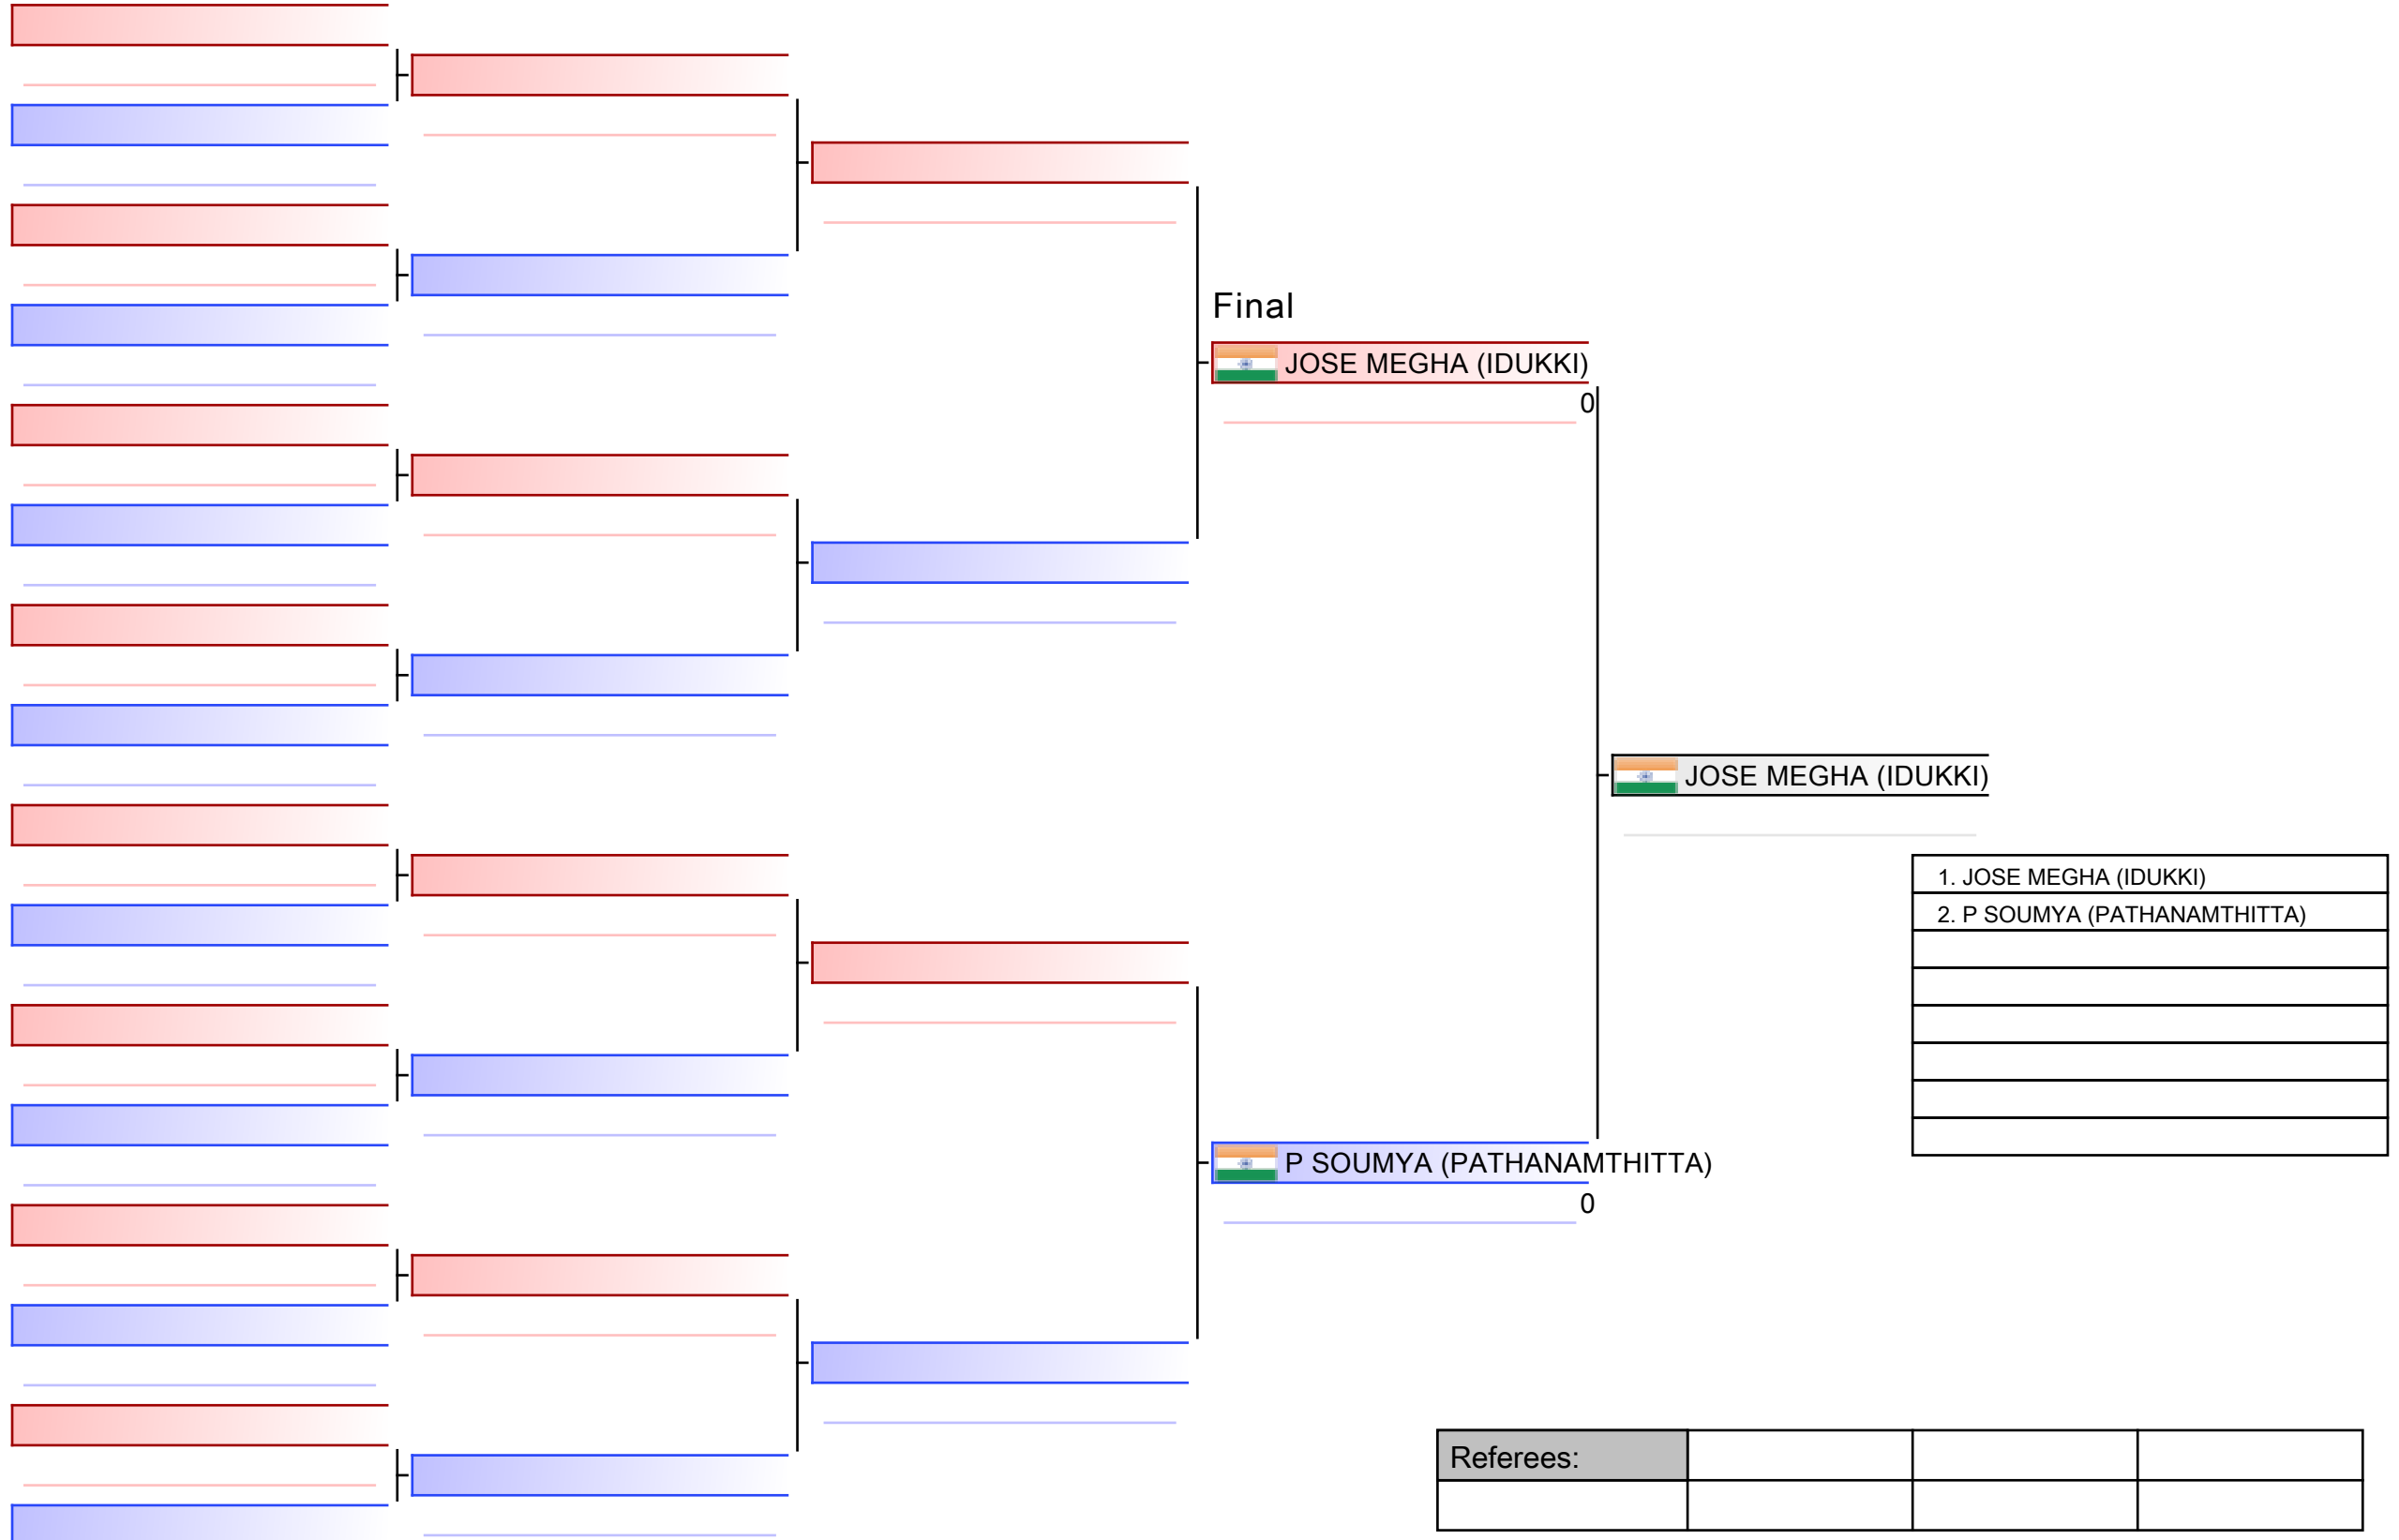 Final
JOSE MEGHA (IDUKKI)
0
JOSE MEGHA (IDUKKI)
1. JOSE MEGHA (IDUKKI)
2. P SOUMYA (PATHANAMTHITTA)
P SOUMYA (PATHANAMTHITTA)
0
Referees: